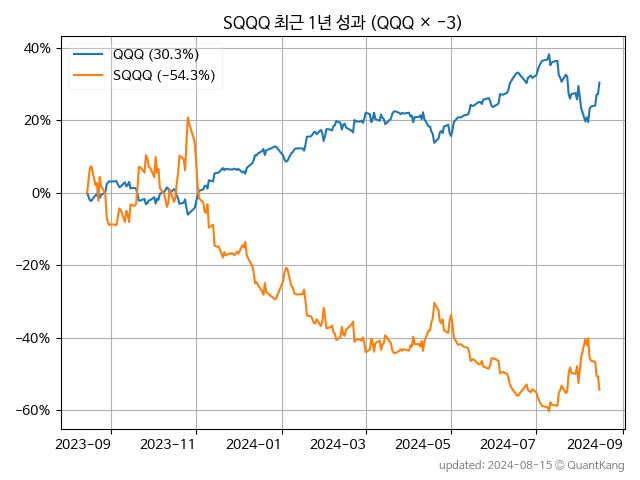 SQQQ 최근 1년 성과 (QQQ × −3)
QQQ (30.3%)
SQQQ (−54.3%)
40%
20%
0%
−20%
−40%
−60%
2023-09 2023-11 2024-01 2024-03 2024-05 2024-07 2024-09
updated: 2024-08-15 © QuantKang